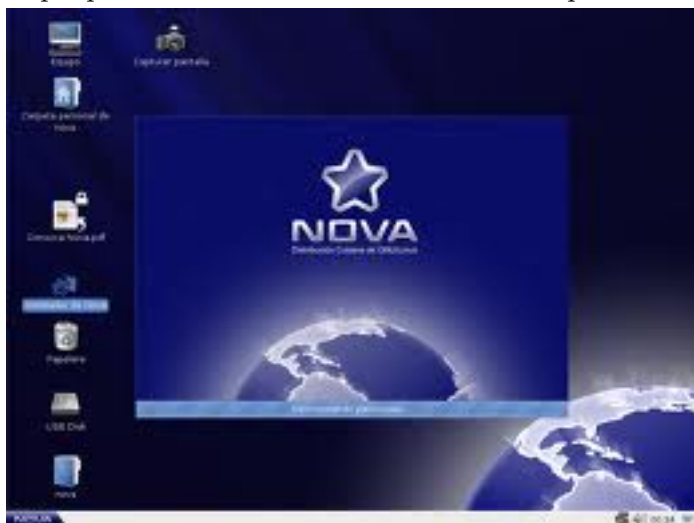 Equipo
Capturar pantalla
Carpeta personal de
nova
Conozca Nova.pdf
Papelera
USB Disk
nova
NOVA
Distribución Cubana de GNU/Linux